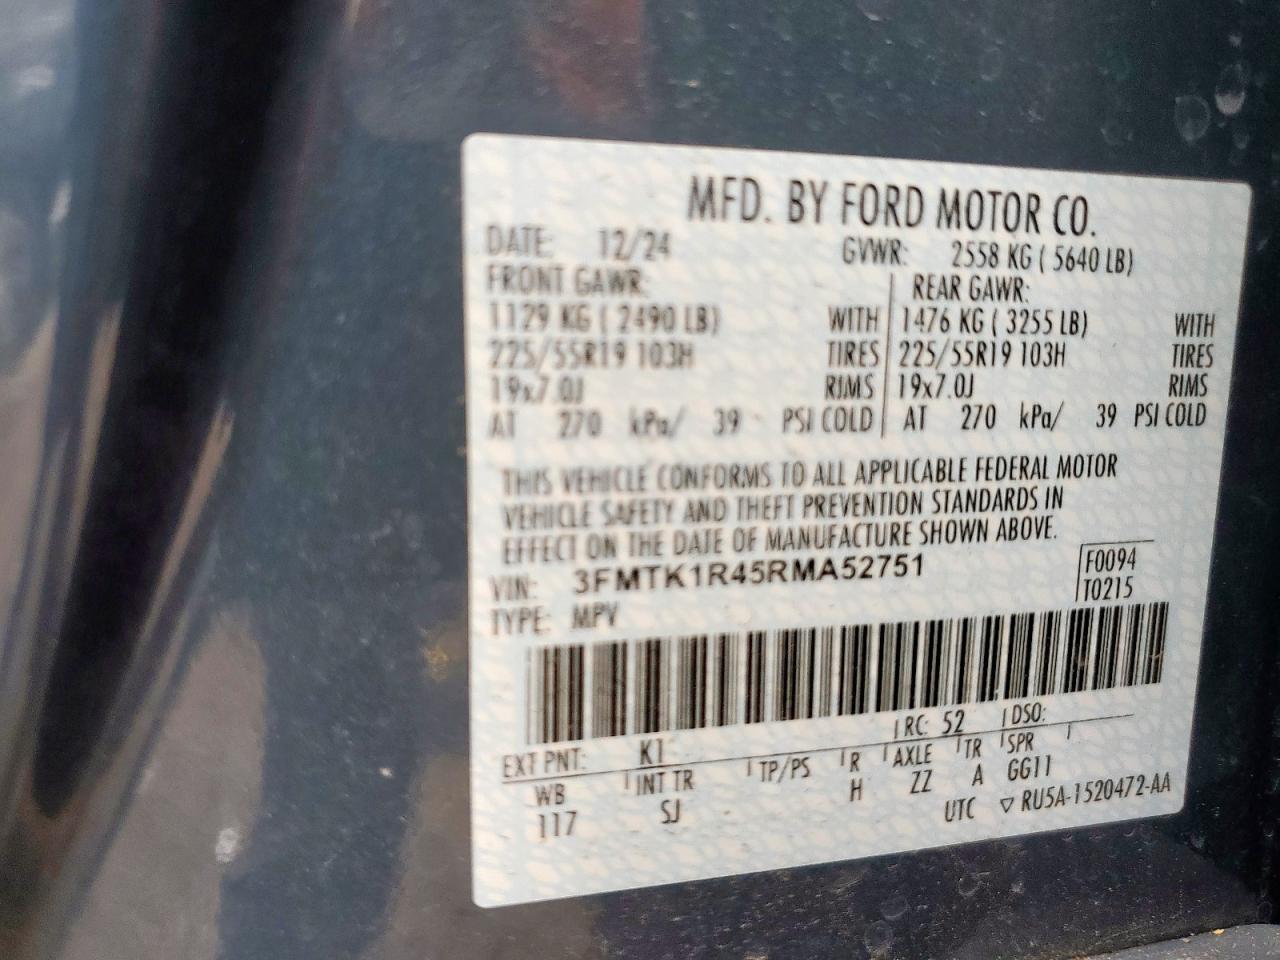 MFD. BY FORD MOTOR CO.
DATE: 12/24 GVWR: 2558 KG ( 5640 LB)
FRONT GAWR: REAR GAWR:
1129 KG ( 2490 LB) WITH 1476 KG ( 3255 LB) WITH
225/55R19 103H TIRES 225/55R19 103H TIRES
19x7.0J RIMS 19x7.0J RIMS
AT 270 kPa/ 39 PSI COLD AT 270 kPa/ 39 PSI COLD
THIS VEHICLE CONFORMS TO ALL APPLICABLE FEDERAL MOTOR
VEHICLE SAFETY AND THEFT PREVENTION STANDARDS IN
EFFECT ON THE DATE OF MANUFACTURE SHOWN ABOVE.
VIN: 3FMTK1R45RMA52751 F0094
TYPE: MPV T0215
EXT PNT: K1 RC: 52 DSO:
WB INT TR TP/PS R AXLE TR SPR
117 SJ H ZZ A GG11
UTC ▽ RU5A-1520472-AA